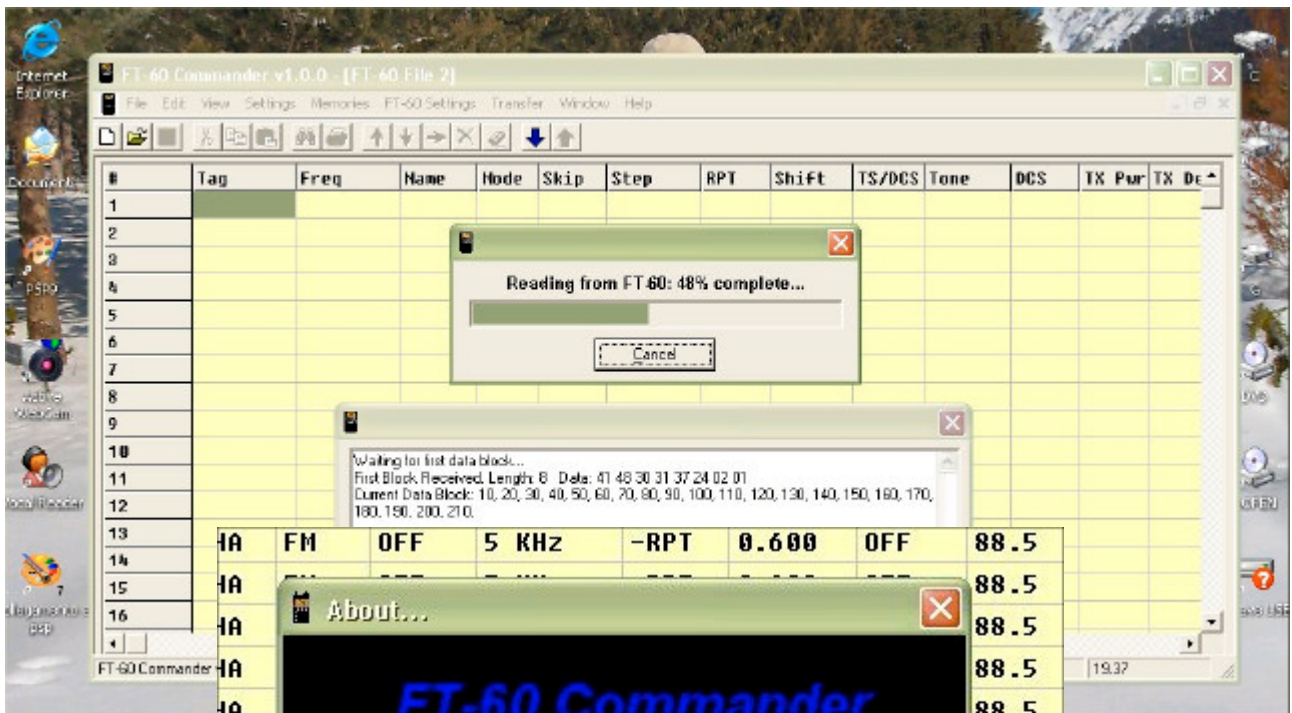 Internet
Explorer
FT-60 Commander v1.0.0 - [FT-60 File 2]
File Edit View Settings Memories FT-60 Settings Transfer Window Help
# Tag Freq Name Mode Skip Step RPT Shift TS/DCS Tone DCS TX Pwr TX De
1
2
3
4
5
6
7
8
9
10
11
12
13
14
15
16
Reading from FT-60: 48% complete...
Cancel
WebCam
Waiting for first data block...
First Block Received. Length: 8 Data: 41 48 30 31 37 24 02 01
Current Data Block: 10, 20, 30, 40, 50, 60, 70, 80, 90, 100, 110, 120, 130, 140, 150, 160, 170,
180, 190, 200, 210,
HA FM OFF 5 KHz -RPT 0.600 OFF 88.5
HA 88.5
About...
HA 88.5
HA 88.5
HA 88.5
FT-60 Commander
FT-60 Commander
19.37